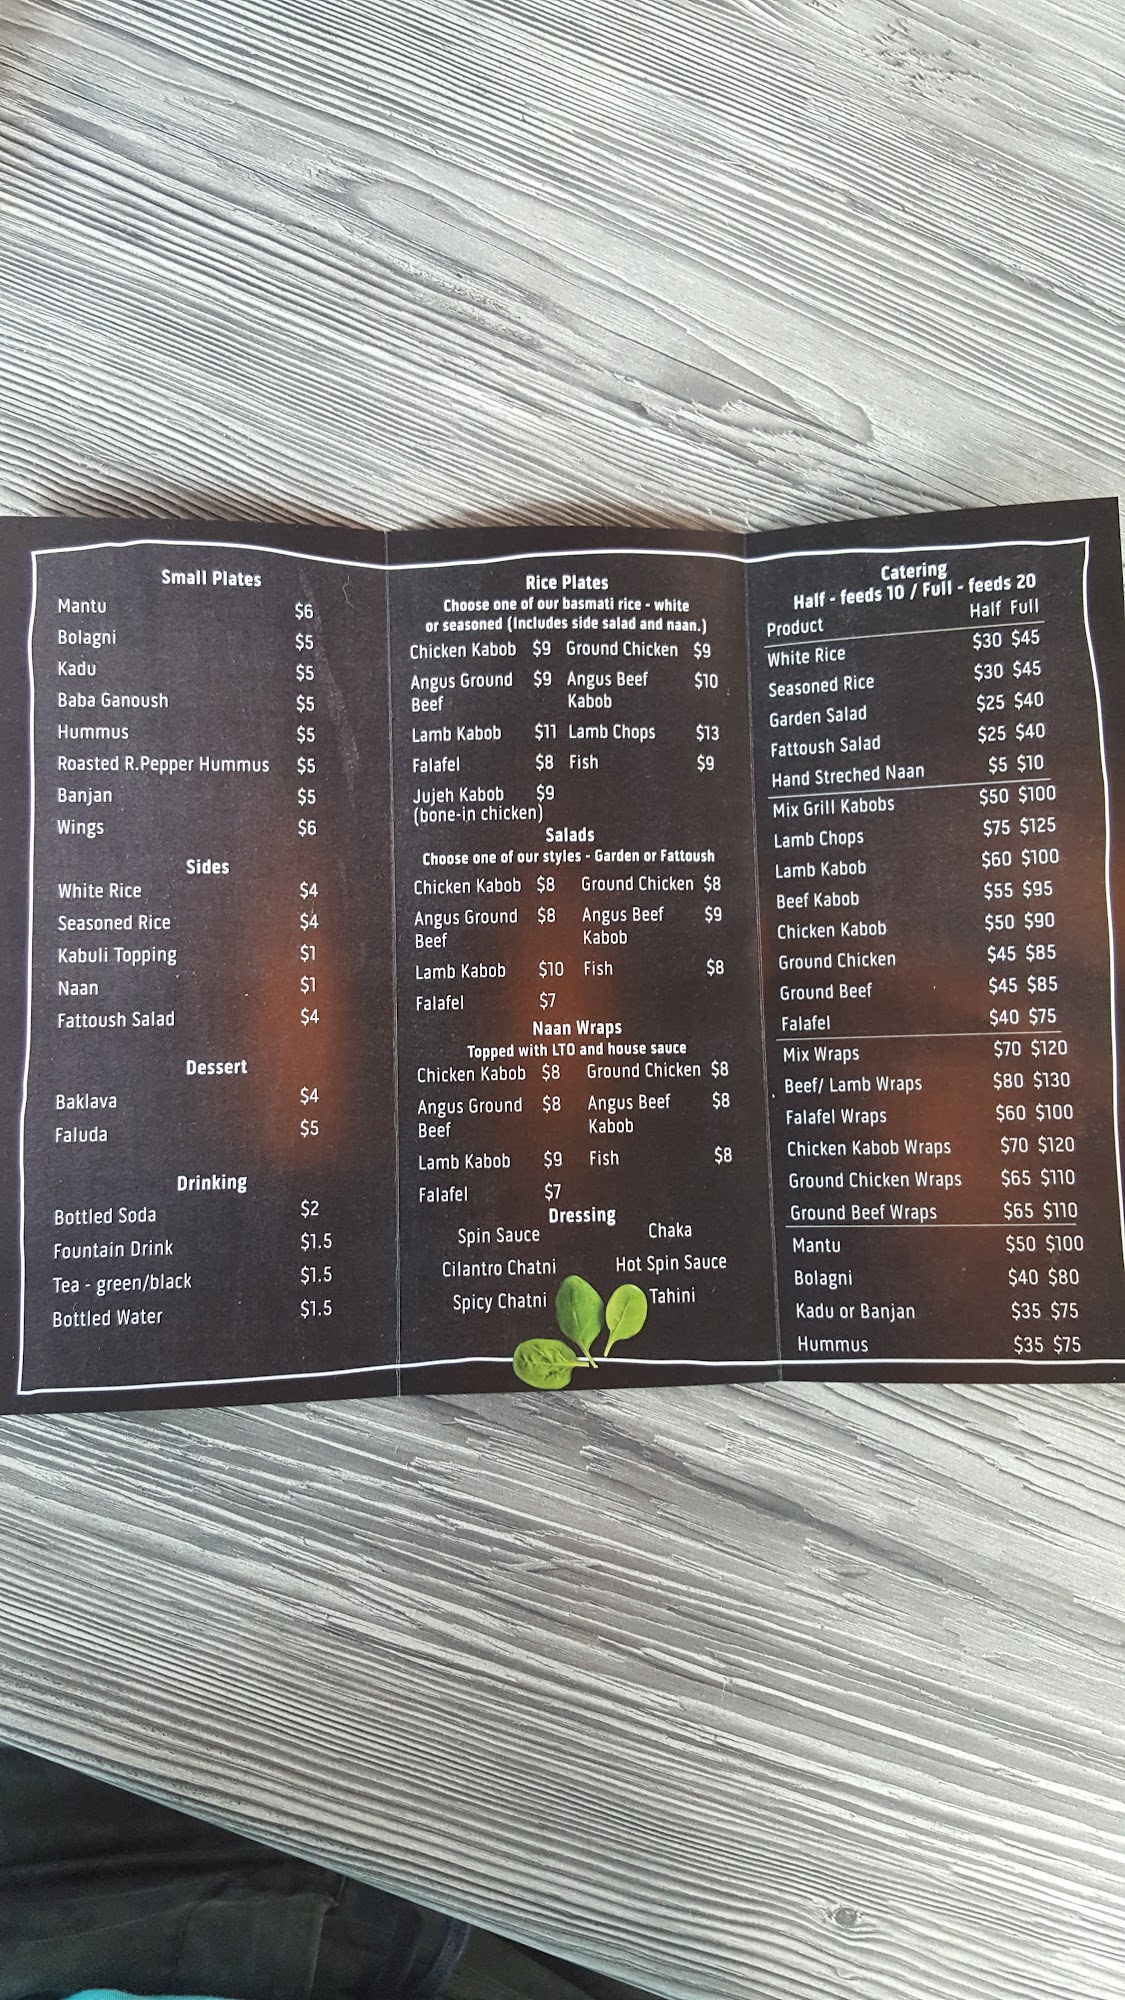 Small Plates
Mantu $6
Bolagni $5
Kadu $5
Baba Ganoush $5
Hummus $5
Roasted R.Pepper Hummus $5
Banjan $5
Wings $6
Sides
White Rice $4
Seasoned Rice $4
Kabuli Topping $1
Naan $1
Fattoush Salad $4
Dessert
Baklava $4
Faluda $5
Drinking
Bottled Soda $2
Fountain Drink $1.5
Tea - green/black $1.5
Bottled Water $1.5
Rice Plates
Choose one of our basmati rice - white
or seasoned (Includes side salad and naan.)
Chicken Kabob $9 Ground Chicken $9
Angus Ground $9 Angus Beef $10
Beef Kabob
Lamb Kabob $11 Lamb Chops $13
Falafel $8 Fish $9
Jujeh Kabob $9
(bone-in chicken)
Salads
Choose one of our styles - Garden or Fattoush
Chicken Kabob $8 Ground Chicken $8
Angus Ground $8 Angus Beef $9
Beef Kabob
Lamb Kabob $10 Fish $8
Falafel $7
Naan Wraps
Topped with LTO and house sauce
Chicken Kabob $8 Ground Chicken $8
Angus Ground $8 Angus Beef $8
Beef Kabob
Lamb Kabob $9 Fish $8
Falafel $7
Dressing
Spin Sauce Chaka
Cilantro Chatni Hot Spin Sauce
Spicy Chatni Tahini
Catering
Half - feeds 10 / Full - feeds 20
Product Half Full
White Rice $30 $45
Seasoned Rice $30 $45
Garden Salad $25 $40
Fattoush Salad $25 $40
Hand Streched Naan $5 $10
Mix Grill Kabobs $50 $100
Lamb Chops $75 $125
Lamb Kabob $60 $100
Beef Kabob $55 $95
Chicken Kabob $50 $90
Ground Chicken $45 $85
Ground Beef $45 $85
Falafel $40 $75
Mix Wraps $70 $120
Beef/ Lamb Wraps $80 $130
Falafel Wraps $60 $100
Chicken Kabob Wraps $70 $120
Ground Chicken Wraps $65 $110
Ground Beef Wraps $65 $110
Mantu $50 $100
Bolagni $40 $80
Kadu or Banjan $35 $75
Hummus $35 $75